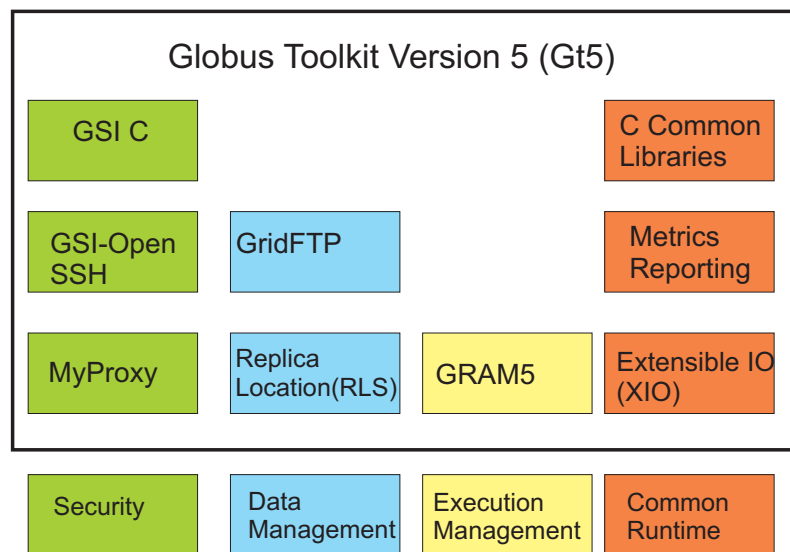 Globus Toolkit Version 5 (Gt5)
GSI C
C Common
Libraries
GSI-Open
SSH
GridFTP
Metrics
Reporting
MyProxy
Replica
Location(RLS)
GRAM5
Extensible IO
(XIO)
Security
Data
Management
Execution
Management
Common
Runtime